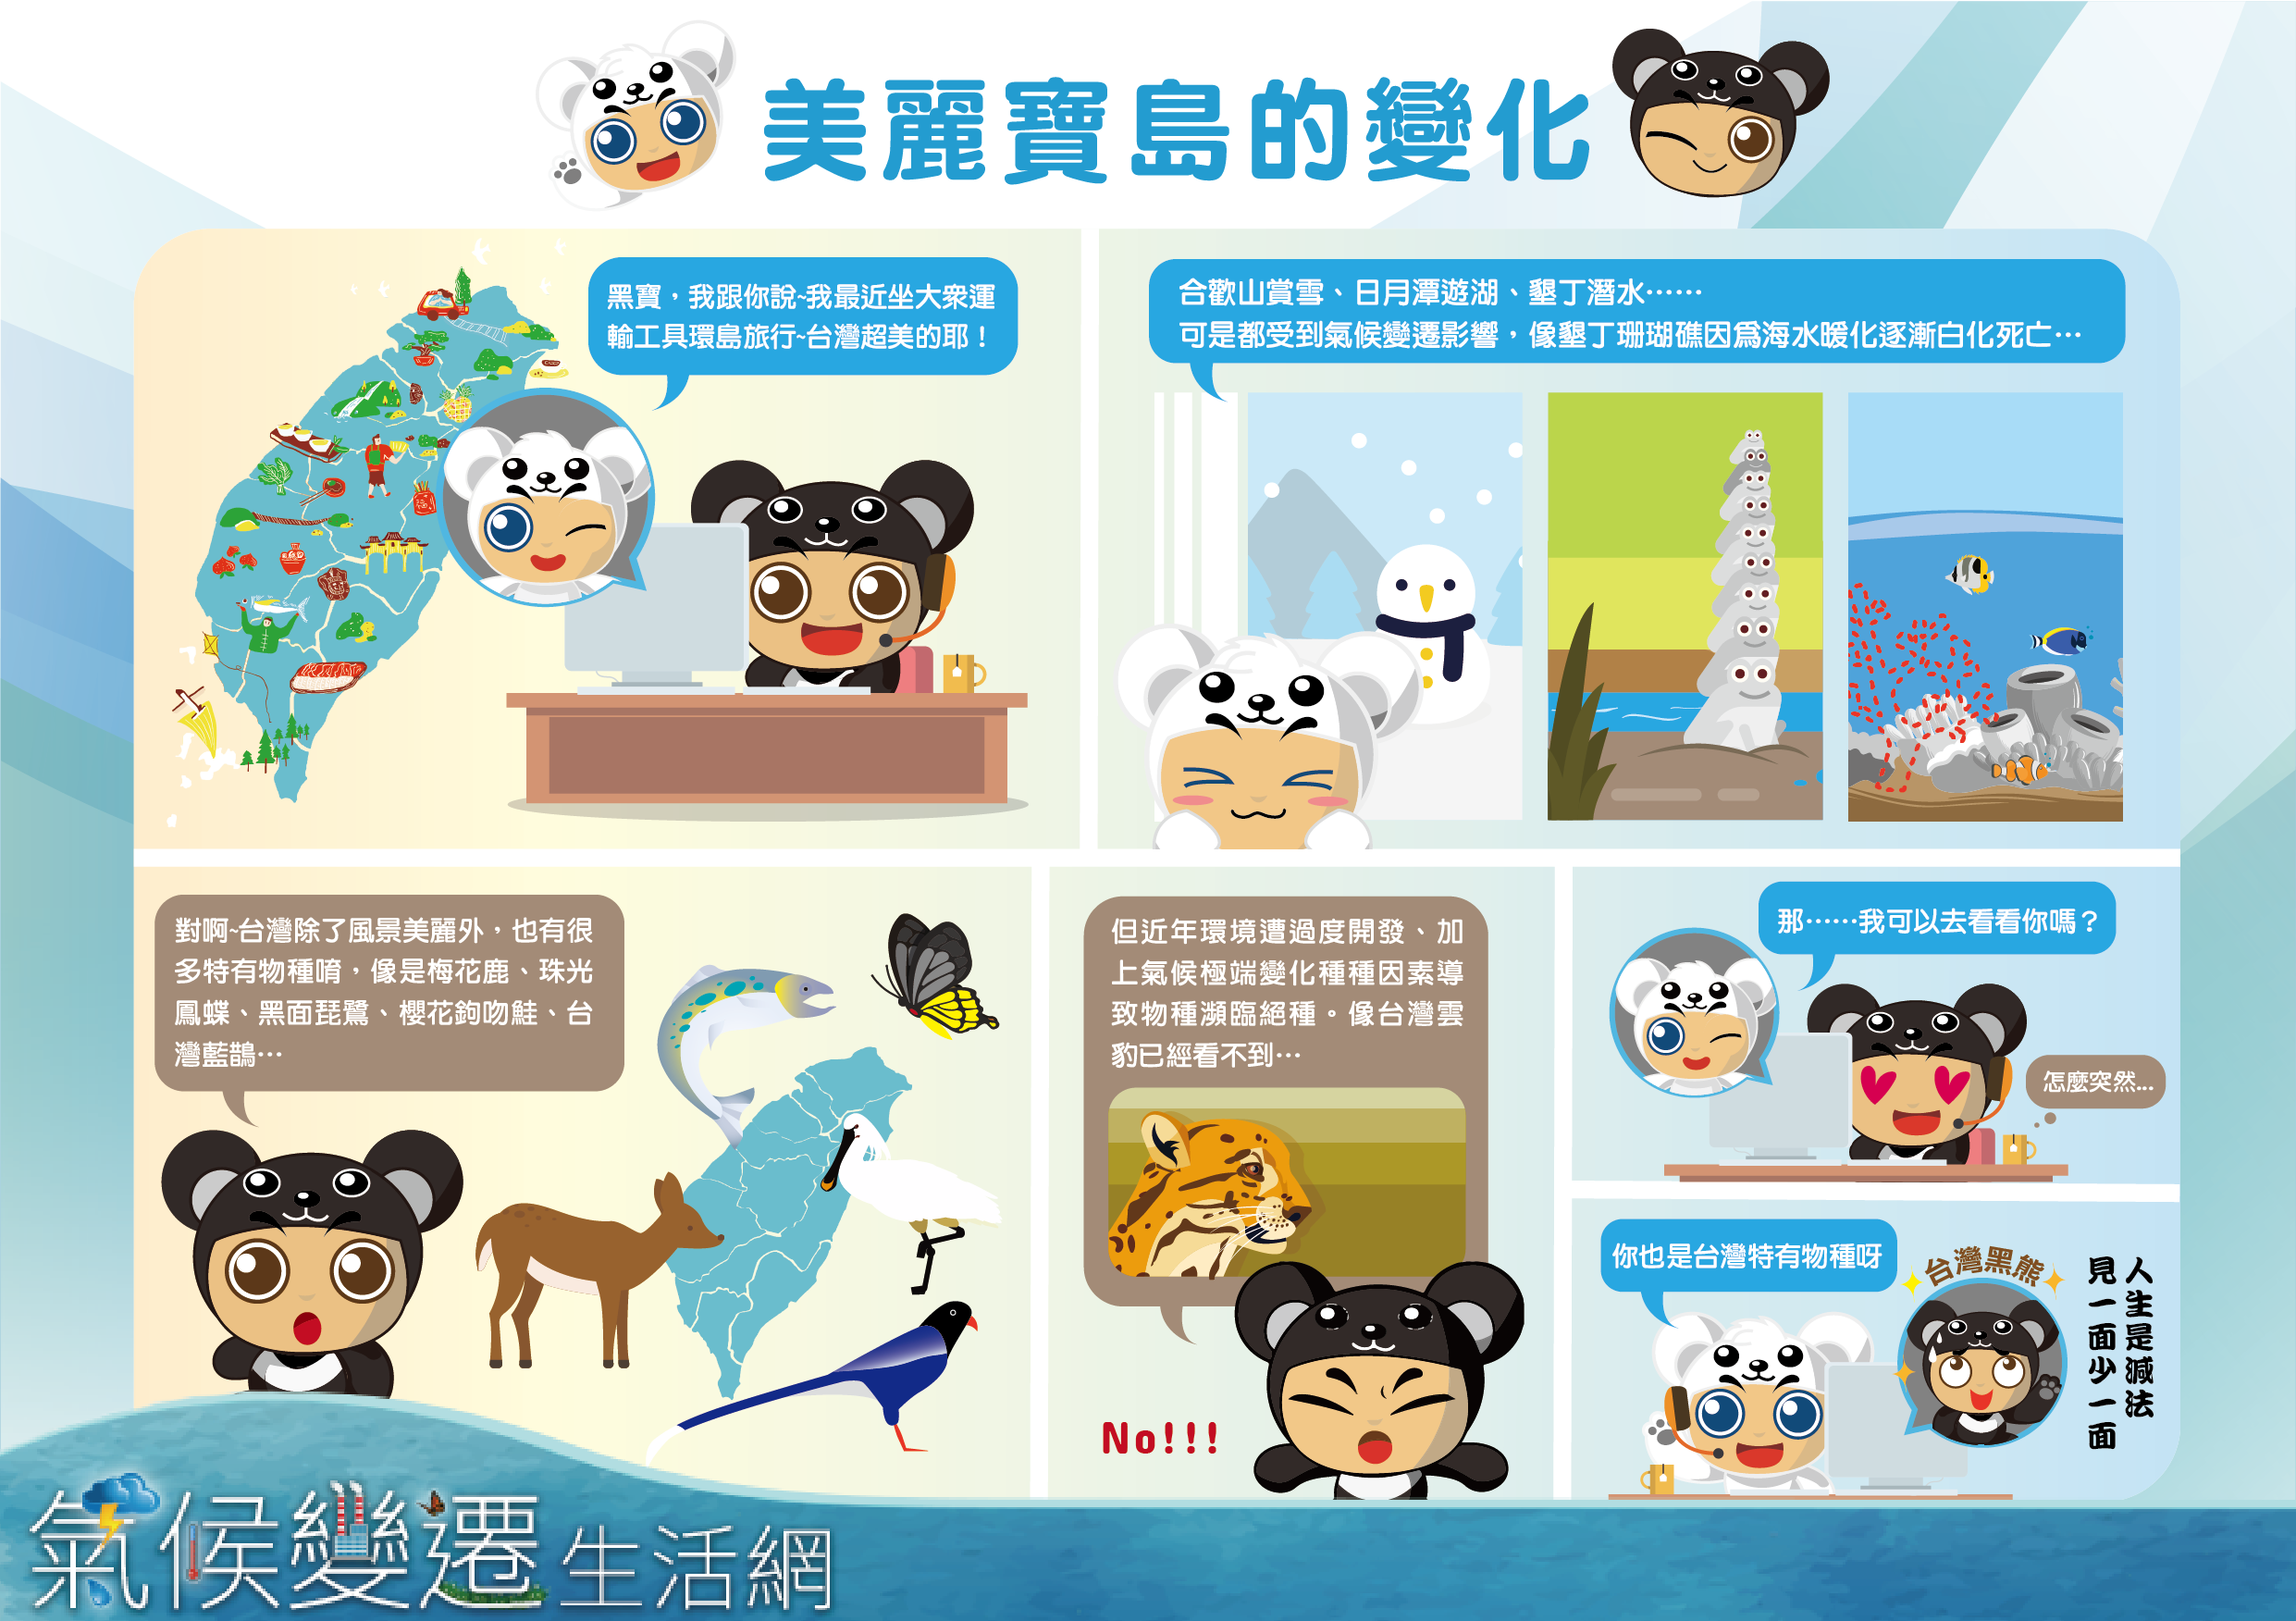 美麗寶島的變化
黑寶，我跟你說~我最近坐大衆運
輸工具環島旅行~台灣超美的耶！
合歡山賞雪、日月潭遊湖、墾丁潛水……
可是都受到氣候變遷影響，像墾丁珊瑚礁因爲海水暖化逐漸白化死亡…
對啊~台灣除了風景美麗外，也有很
多特有物種唷，像是梅花鹿、珠光
鳳蝶、黑面琵鷺、櫻花鉤吻鮭、台
灣藍鵲…
但近年環境遭過度開發、加
上氣候極端變化種種因素導
致物種瀕臨絕種。像台灣雲
豹已經看不到…
No!!!
那……我可以去看看你嗎？
怎麼突然...
你也是台灣特有物種呀
台灣黑熊
人生是減法
見一面少一面
氣候變遷生活網